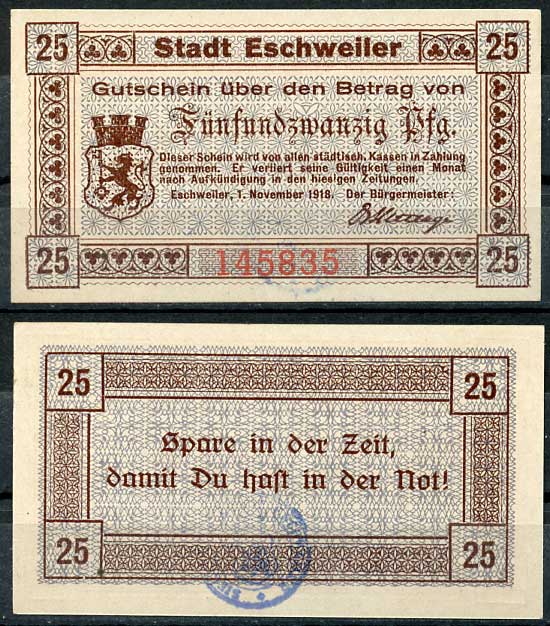 25 Stadt Eschweiler 25
Gutschein über den Betrag von
Fünfundzwanzig Pfg.
Dieser Schein wird von allen städtisch. Kassen in Zahlung
genommen. Er verliert seine Gültigkeit einen Monat
nach Aufkündigung in den hiesigen Zeitungen.
Eschweiler, 1. November 1918. Der Bürgermeister:
25 145835 25
25 25
Spare in der Zeit,
damit Du hast in der Not!
25 25